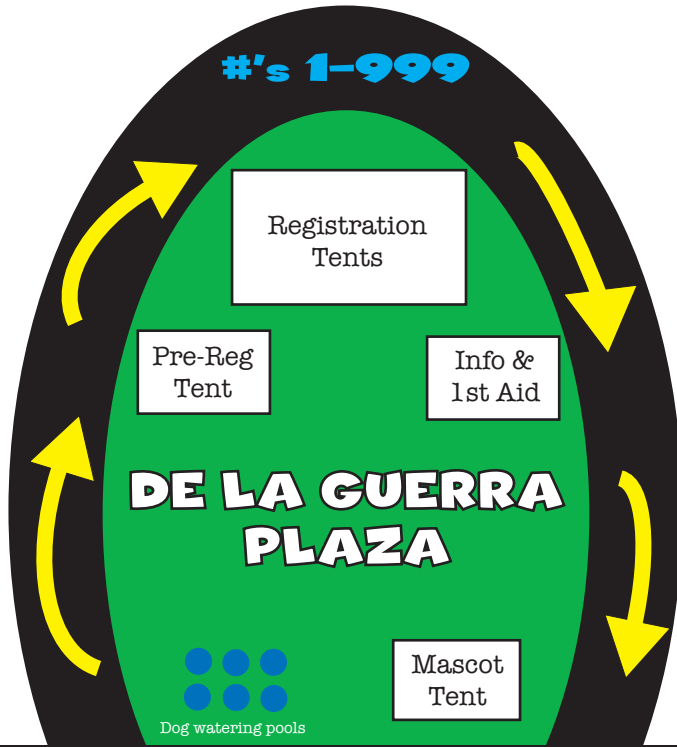 #'s 1-999
Registration
Tents
Pre-Reg
Tent
Info &
1st Aid
DE LA GUERRA
PLAZA
Mascot
Tent
Dog watering pools